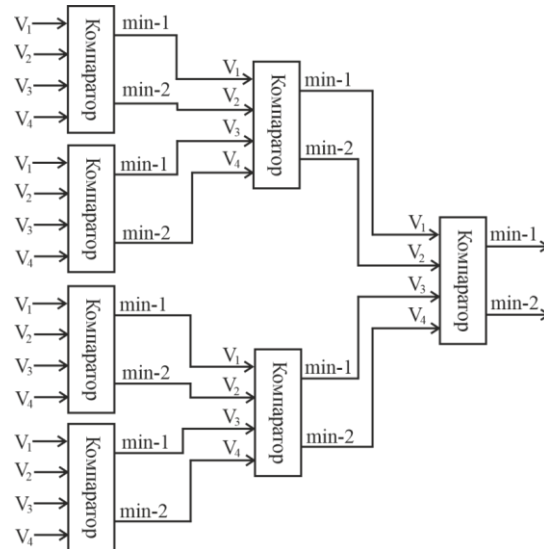 V₁
V₂
V₃
V₄
Компаратор
min-1
min-2
V₁
V₂
V₃
V₄
Компаратор
min-1
min-2
V₁
V₂
V₃
V₄
Компаратор
min-1
min-2
V₁
V₂
V₃
V₄
Компаратор
min-1
min-2
V₁
V₂
V₃
V₄
Компаратор
min-1
min-2
V₁
V₂
V₃
V₄
Компаратор
min-1
min-2
V₁
V₂
V₃
V₄
Компаратор
min-1
min-2